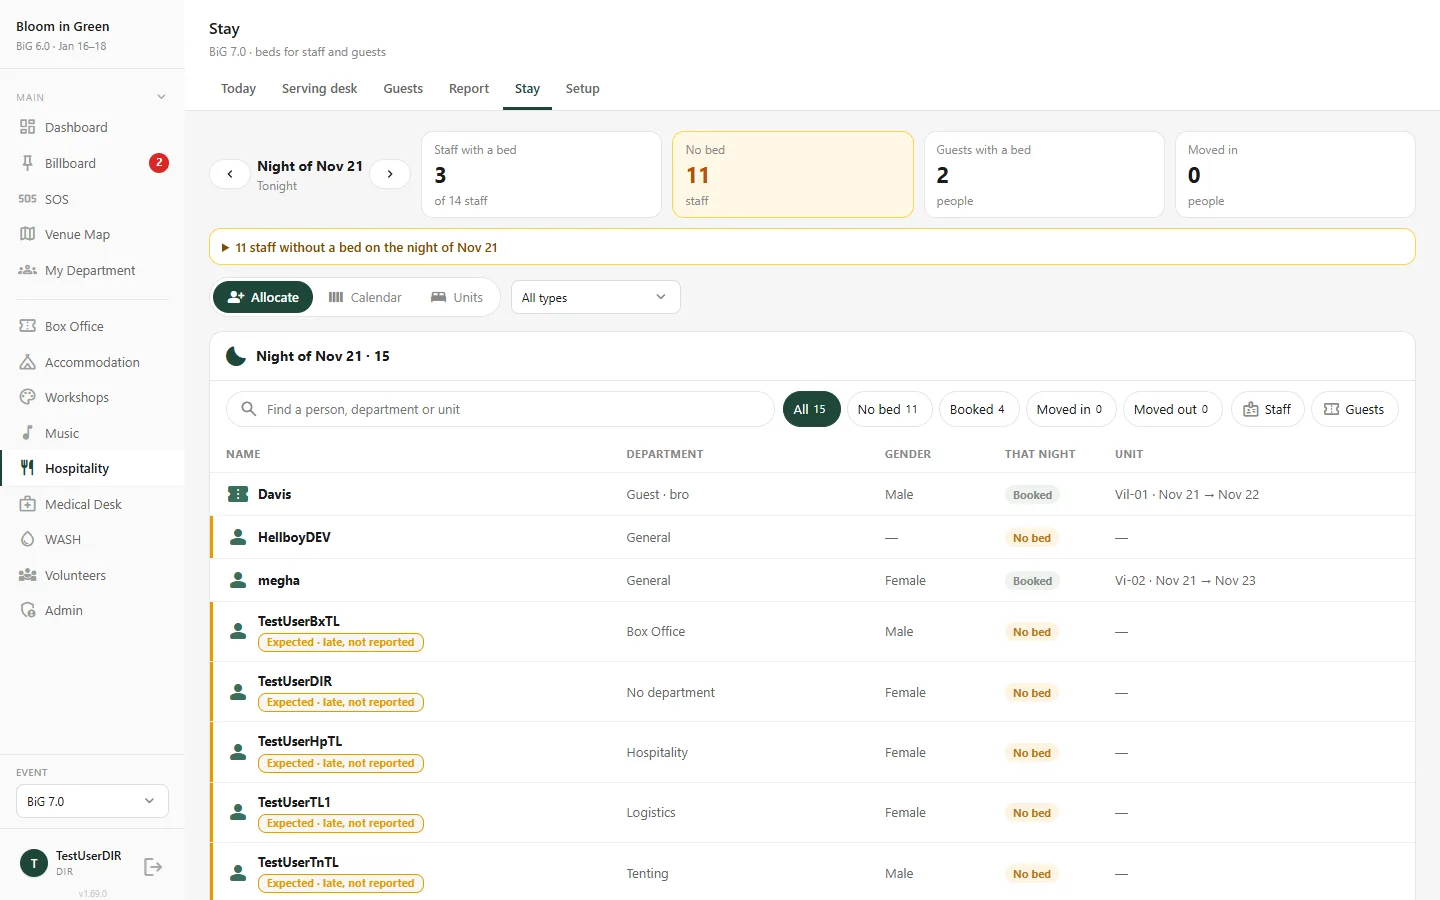 Bloom in Green
BiG 6.0 · Jan 16–18
MAIN
Dashboard
Billboard 2
SOS SOS
Venue Map
My Department
Box Office
Accommodation
Workshops
Music
Hospitality
Medical Desk
WASH
Volunteers
Admin
EVENT
BiG 7.0
T TestUserDIR
DIR
v1.69.0
Stay
BiG 7.0 · beds for staff and guests
Today Serving desk Guests Report Stay Setup
Night of Nov 21
Tonight
Staff with a bed
3
of 14 staff
No bed
11
staff
Guests with a bed
2
people
Moved in
0
people
11 staff without a bed on the night of Nov 21
Allocate Calendar Units All types
Night of Nov 21 · 15
Find a person, department or unit
All 15 No bed 11 Booked 4 Moved in 0 Moved out 0 Staff Guests
NAME DEPARTMENT GENDER THAT NIGHT UNIT
Davis Guest · bro Male Booked Vil-01 · Nov 21 → Nov 22
HellboyDEV General — No bed —
megha General Female Booked Vi-02 · Nov 21 → Nov 23
TestUserBxTL Box Office Male No bed —
Expected · late, not reported
TestUserDIR No department Female No bed —
Expected · late, not reported
TestUserHpTL Hospitality Female No bed —
Expected · late, not reported
TestUserTL1 Logistics Female No bed —
Expected · late, not reported
TestUserTnTL Tenting Male No bed —
Expected · late, not reported